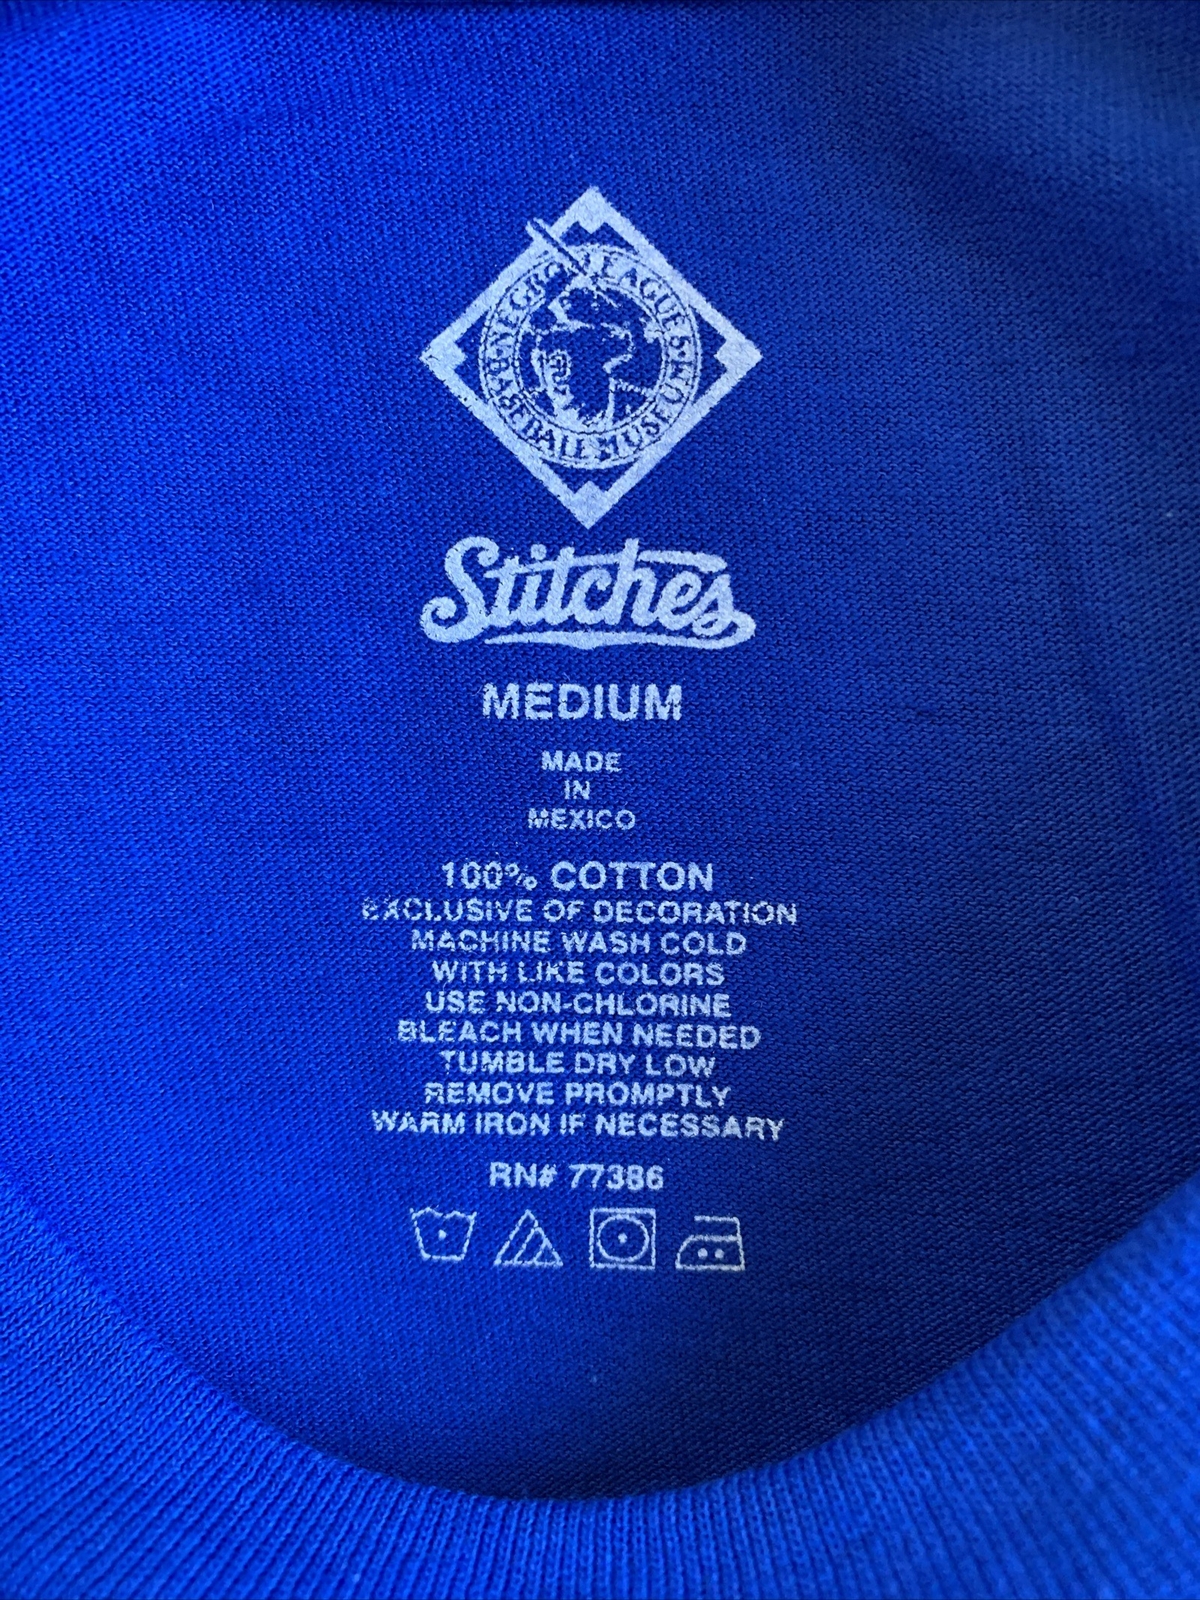 NEGRO LEAGUES
BASEBALL MUSEUM
Stitches
MEDIUM
MADE
IN
MEXICO
100% COTTON
EXCLUSIVE OF DECORATION
MACHINE WASH COLD
WITH LIKE COLORS
USE NON-CHLORINE
BLEACH WHEN NEEDED
TUMBLE DRY LOW
REMOVE PROMPTLY
WARM IRON IF NECESSARY
RN# 77386